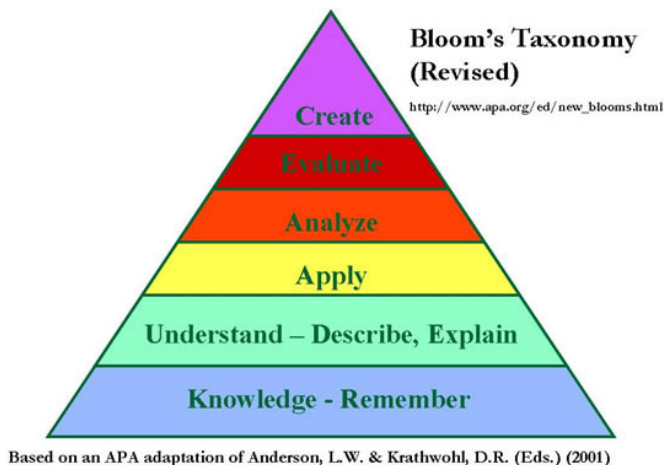 Bloom's Taxonomy
(Revised)
http://www.apa.org/ed/new_blooms.html
Create
Evaluate
Analyze
Apply
Understand – Describe, Explain
Knowledge - Remember
Based on an APA adaptation of Anderson, L.W. & Krathwohl, D.R. (Eds.) (2001)